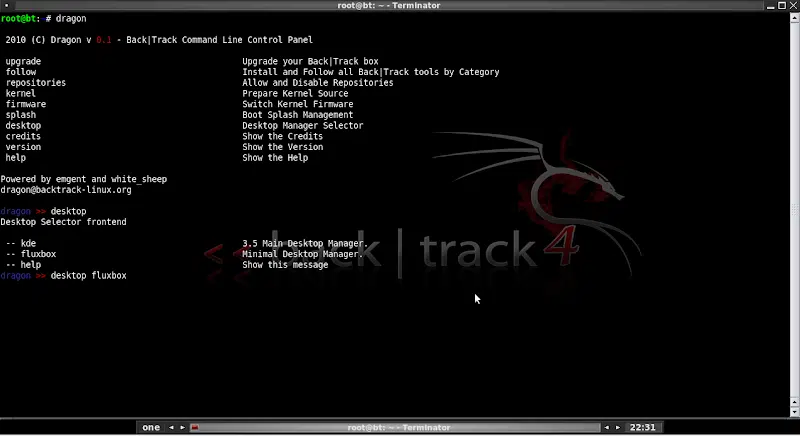 root@bt: ~ - Terminator
root@bt:~# dragon
2010 (C) Dragon v 0.1 - Back|Track Command Line Control Panel
upgrade Upgrade your Back|Track box
follow Install and Follow all Back|Track tools by Category
repositories Allow and Disable Repositories
kernel Prepare Kernel Source
firmware Switch Kernel Firmware
splash Boot Splash Management
desktop Desktop Manager Selector
credits Show the Credits
version Show the Version
help Show the Help
Powered by emgent and white_sheep
dragon@backtrack-linux.org
dragon >> desktop
Desktop Selector frontend
-- kde 3.5 Main Desktop Manager.
-- fluxbox Minimal Desktop Manager.
-- help Show this message
dragon >> desktop fluxbox
<< back | track 4
one root@bt: ~ - Terminator 22:31